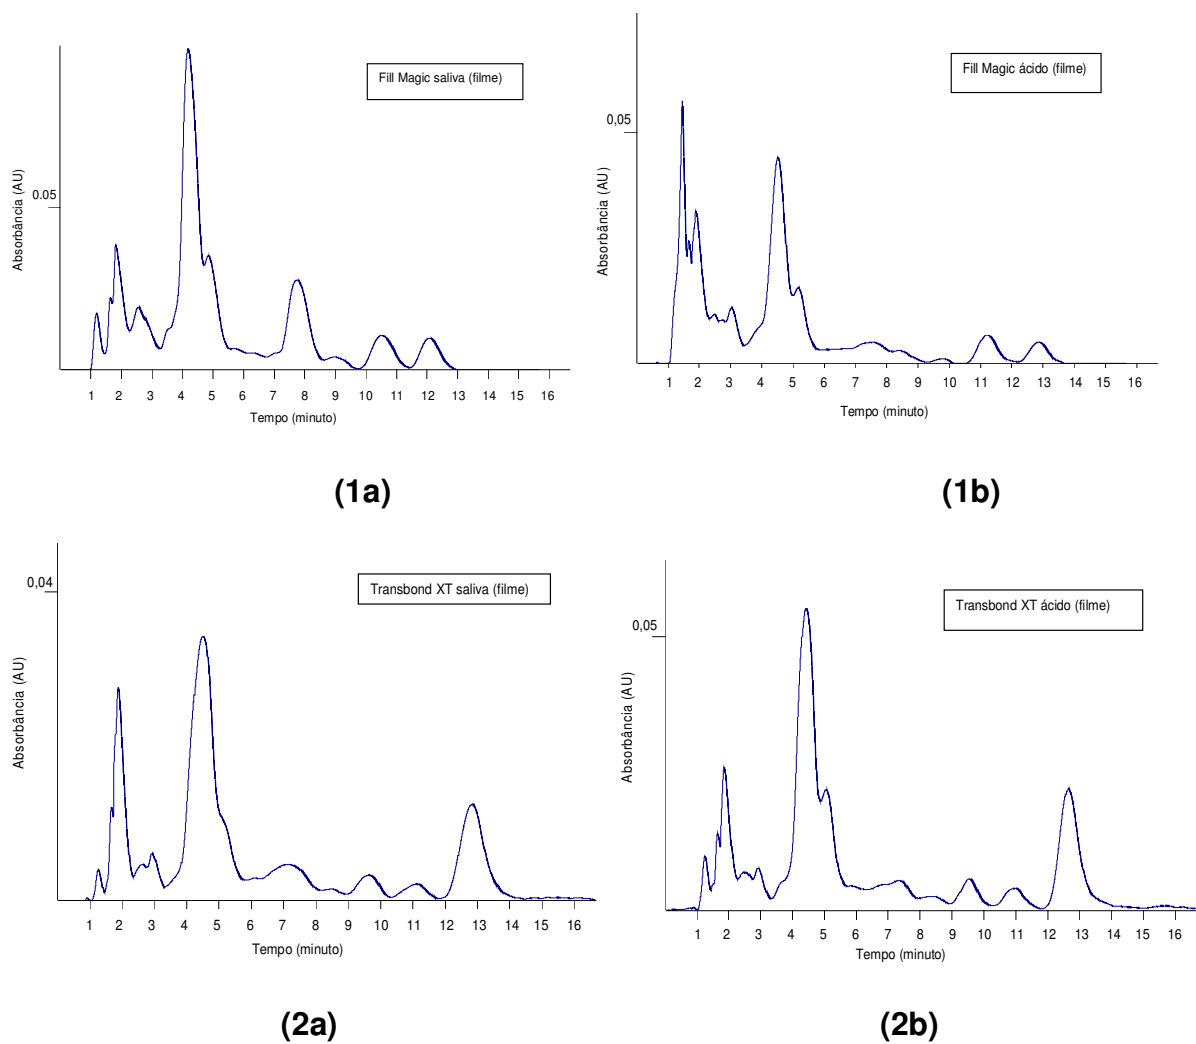 Fill Magic saliva (filme)
Absorbância (AU)
0.05
1 2 3 4 5 6 7 8 9 10 11 12 13 14 15 16
Tempo (minuto)
(1a)
Fill Magic ácido (filme)
Absorbância (AU)
0,05
1 2 3 4 5 6 7 8 9 10 11 12 13 14 15 16
Tempo (minuto)
(1b)
Transbond XT saliva (filme)
Absorbância (AU)
0,04
1 2 3 4 5 6 7 8 9 10 11 12 13 14 15 16
Tempo (minuto)
(2a)
Transbond XT ácido (filme)
Absorbância (AU)
0,05
1 2 3 4 5 6 7 8 9 10 11 12 13 14 15 16
Tempo (minuto)
(2b)